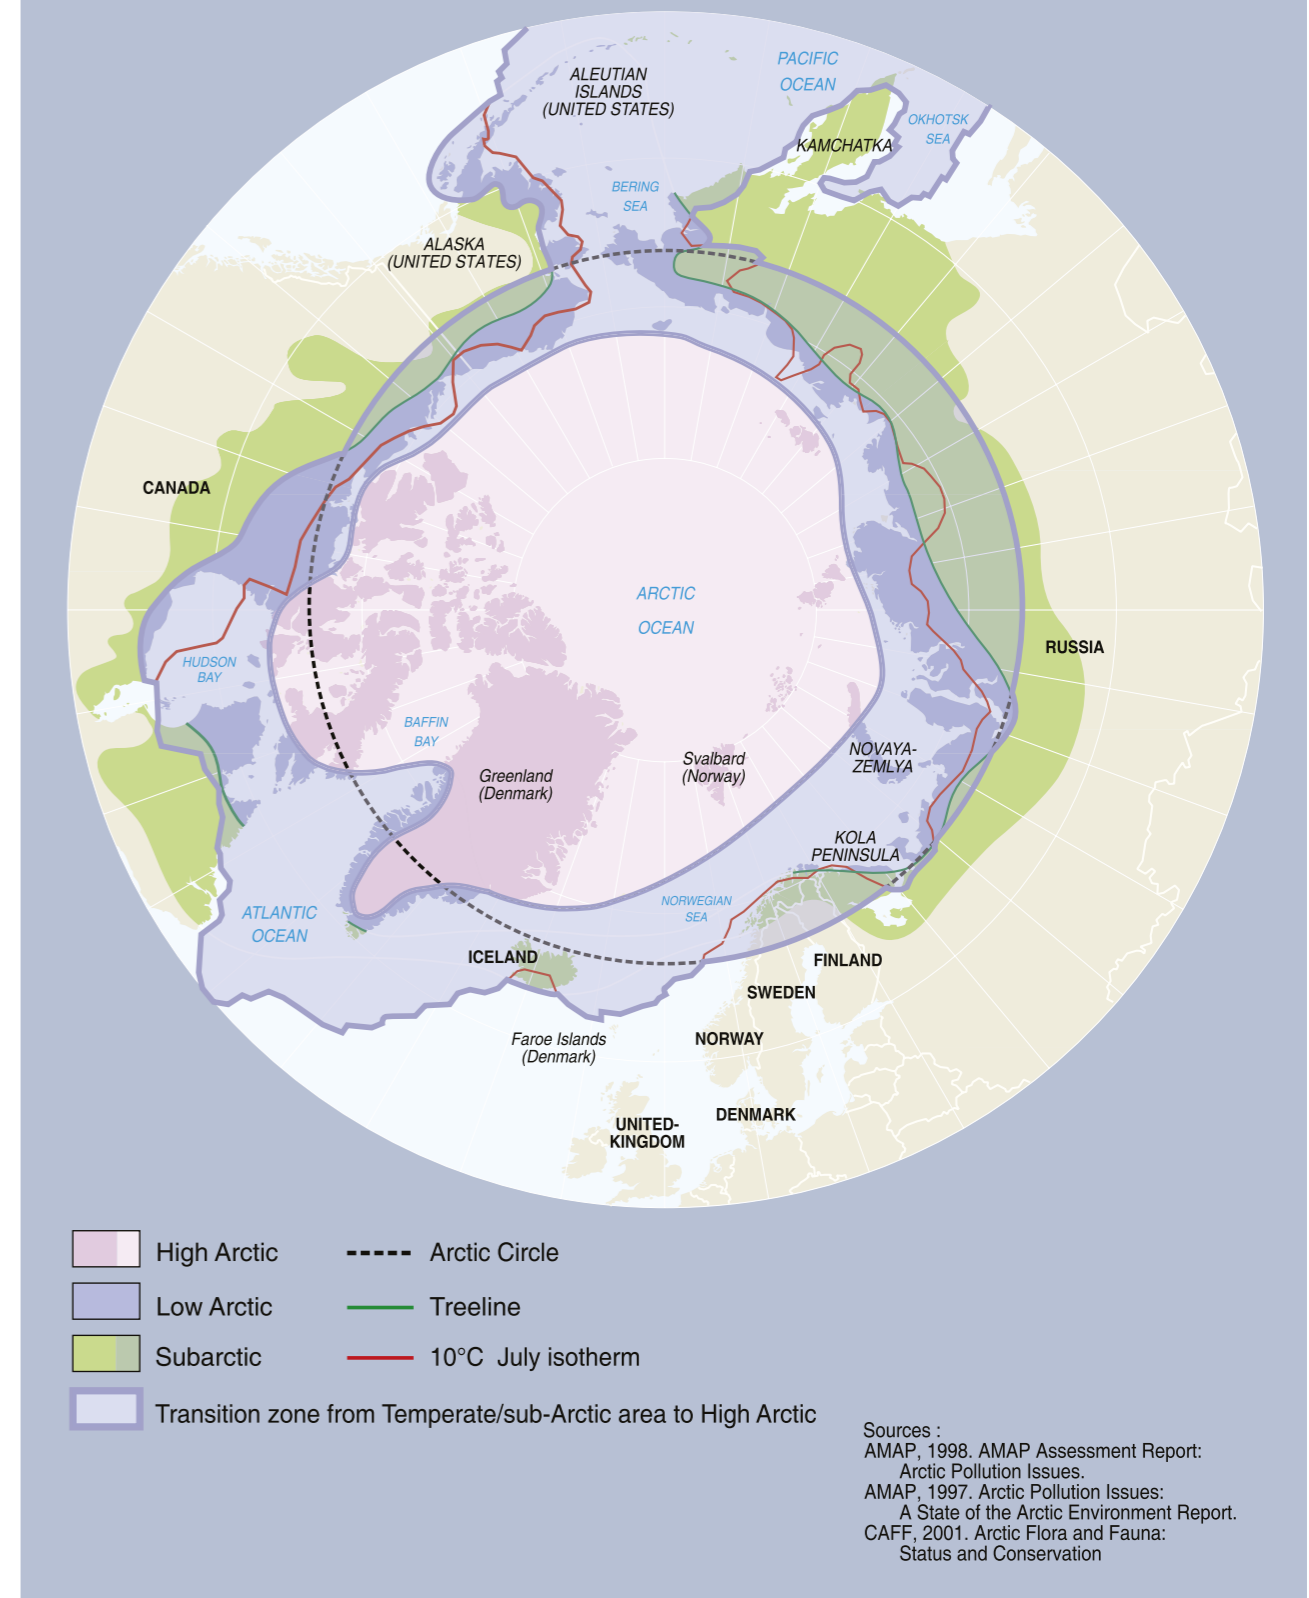 PACIFIC
OCEAN
ALEUTIAN
ISLANDS
(UNITED STATES)
OKHOTSK
SEA
KAMCHATKA
BERING
SEA
ALASKA
(UNITED STATES)
CANADA
ARCTIC
OCEAN
RUSSIA
HUDSON
BAY
BAFFIN
BAY
NOVAYA-
ZEMLYA
Svalbard
(Norway)
Greenland
(Denmark)
KOLA
PENINSULA
NORWEGIAN
SEA
ATLANTIC
OCEAN
ICELAND
FINLAND
SWEDEN
NORWAY
Faroe Islands
(Denmark)
DENMARK
UNITED-
KINGDOM
High Arctic
Low Arctic
Subarctic
Transition zone from Temperate/sub-Arctic area to High Arctic
Arctic Circle
Treeline
10°C July isotherm
Sources :
AMAP, 1998. AMAP Assessment Report:
Arctic Pollution Issues.
AMAP, 1997. Arctic Pollution Issues:
A State of the Arctic Environment Report.
CAFF, 2001. Arctic Flora and Fauna:
Status and Conservation